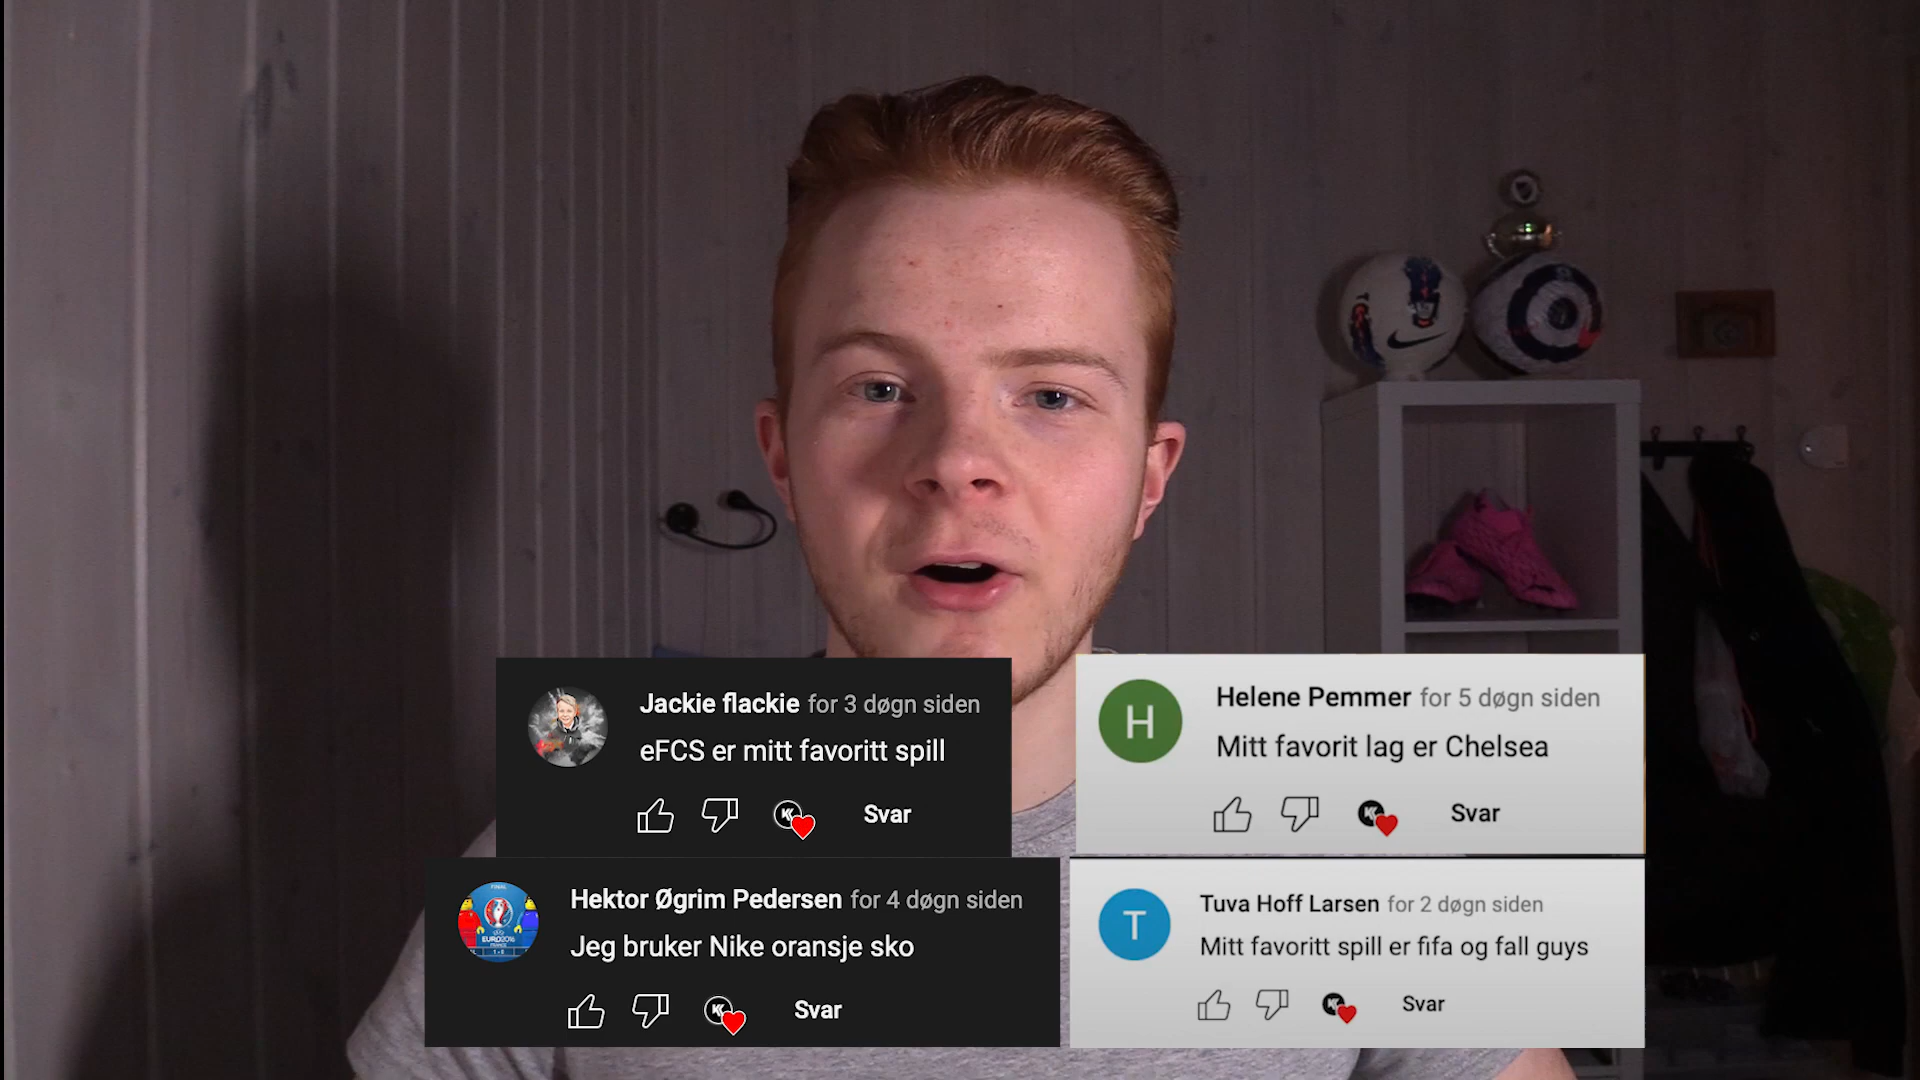 Jackie flackie for 3 døgn siden
eFCS er mitt favoritt spill
Svar
Helene Pemmer for 5 døgn siden
Mitt favorit lag er Chelsea
H
Svar
Hektor Øgrim Pedersen for 4 døgn siden
Jeg bruker Nike oransje sko
EURO2016
Svar
Tuva Hoff Larsen for 2 døgn siden
T
Mitt favoritt spill er fifa og fall guys
Svar